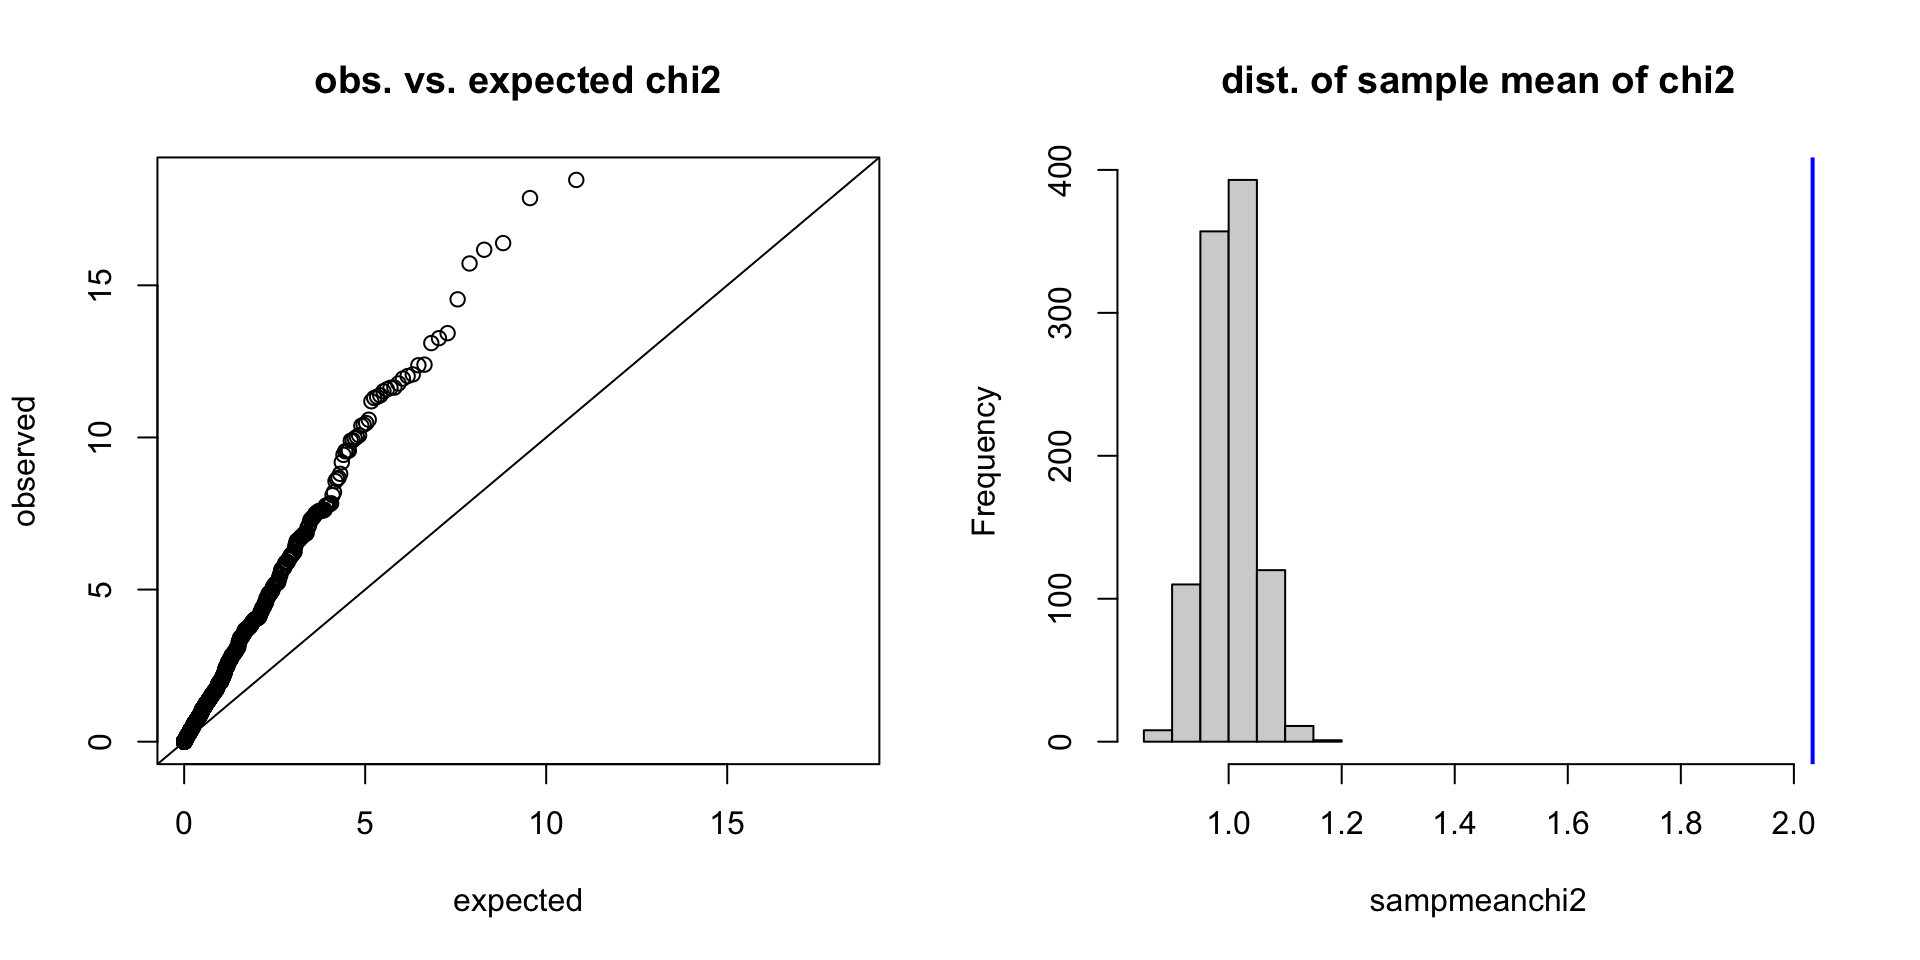 obs. vs. expected chi2
observed
15
10
5
0
0 5 10 15
expected
dist. of sample mean of chi2
Frequency
400
300
200
100
0
1.0 1.2 1.4 1.6 1.8 2.0
sampmeanchi2